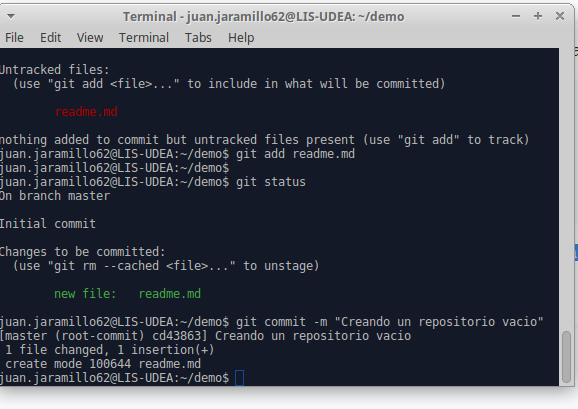 Terminal - juan.jaramillo62@LIS-UDEA: ~/demo
File Edit View Terminal Tabs Help
Untracked files:
  (use "git add <file>..." to include in what will be committed)
        readme.md
nothing added to commit but untracked files present (use "git add" to track)
juan.jaramillo62@LIS-UDEA:~/demo$ git add readme.md
juan.jaramillo62@LIS-UDEA:~/demo$
juan.jaramillo62@LIS-UDEA:~/demo$ git status
On branch master
Initial commit
Changes to be committed:
  (use "git rm --cached <file>..." to unstage)
        new file:   readme.md
juan.jaramillo62@LIS-UDEA:~/demo$ git commit -m "Creando un repositorio vacio"
[master (root-commit) cd43863] Creando un repositorio vacio
 1 file changed, 1 insertion(+)
 create mode 100644 readme.md
juan.jaramillo62@LIS-UDEA:~/demo$